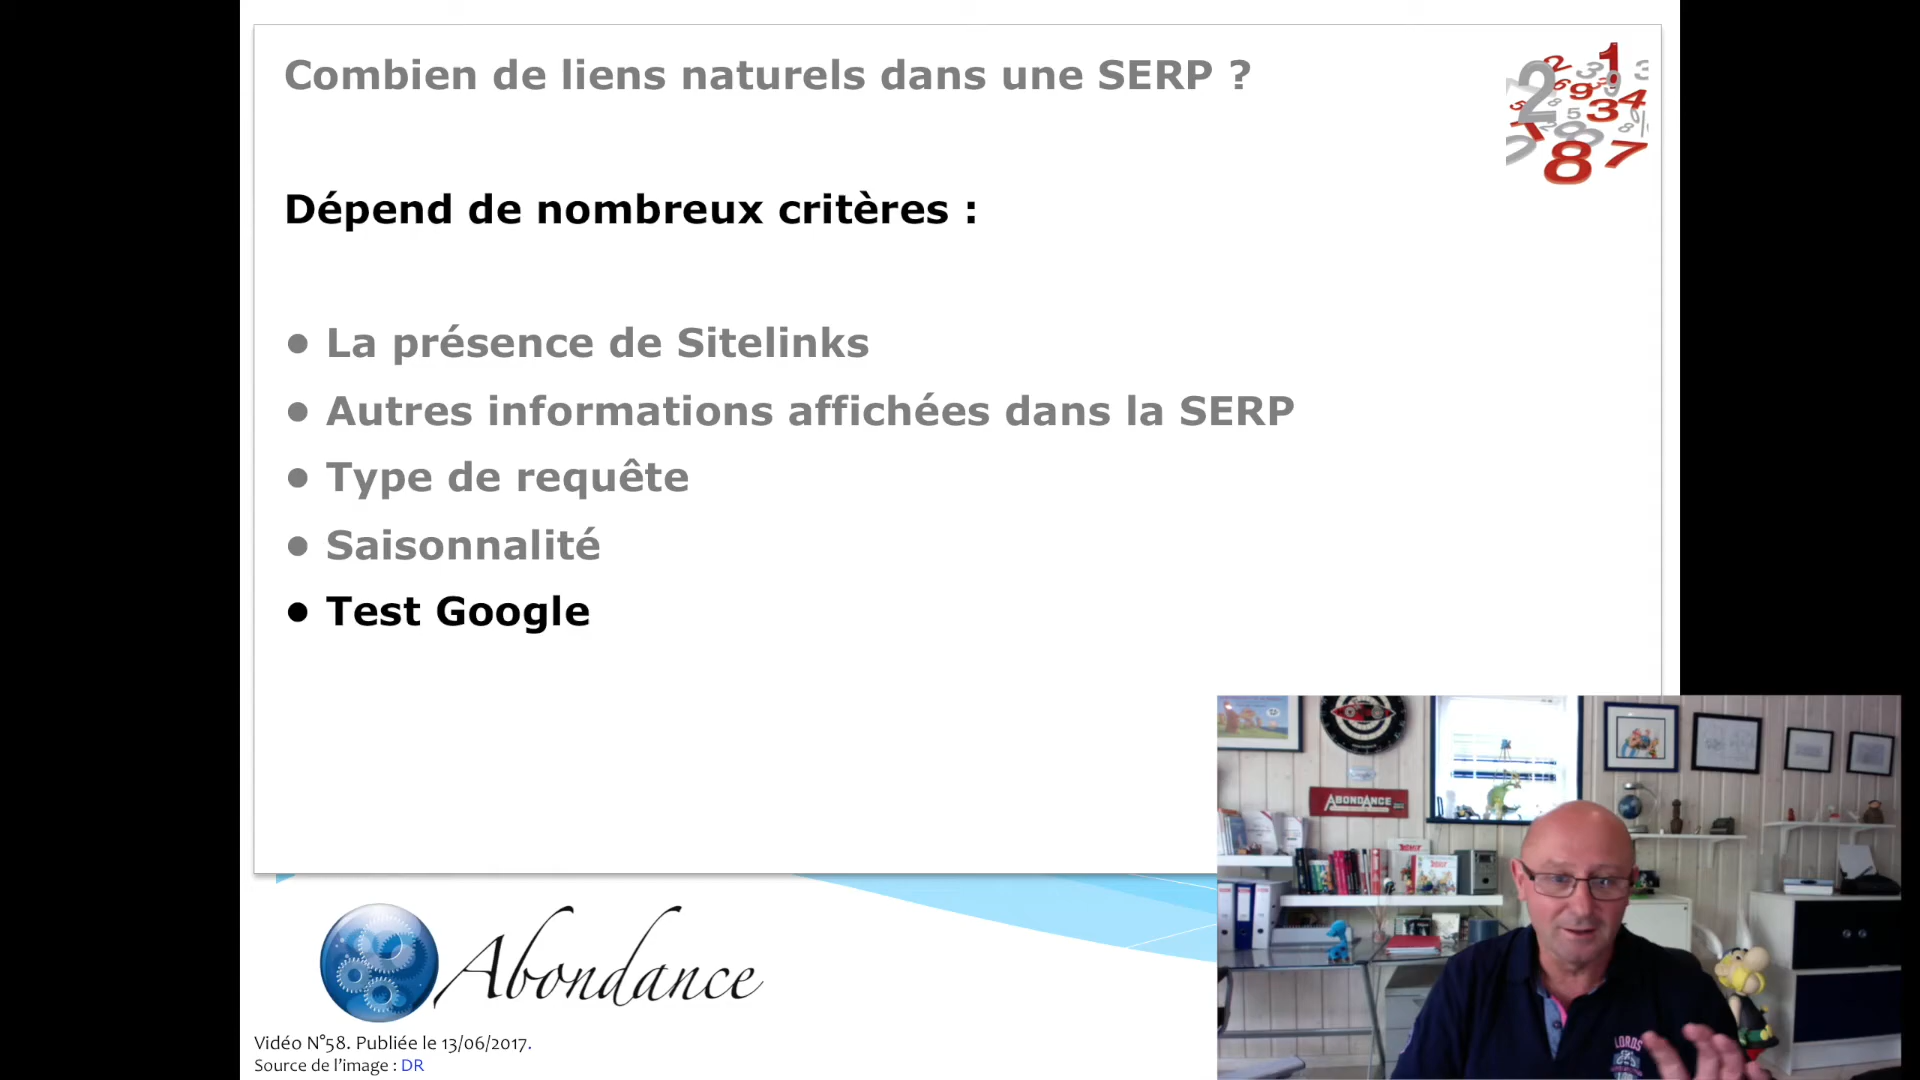 Combien de liens naturels dans une SERP ?
Dépend de nombreux critères :
• La présence de Sitelinks
• Autres informations affichées dans la SERP
• Type de requête
• Saisonnalité
• Test Google
Abondance
Vidéo N°58. Publiée le 13/06/2017.
Source de l'image : DR
ABONDANCE
LORDS